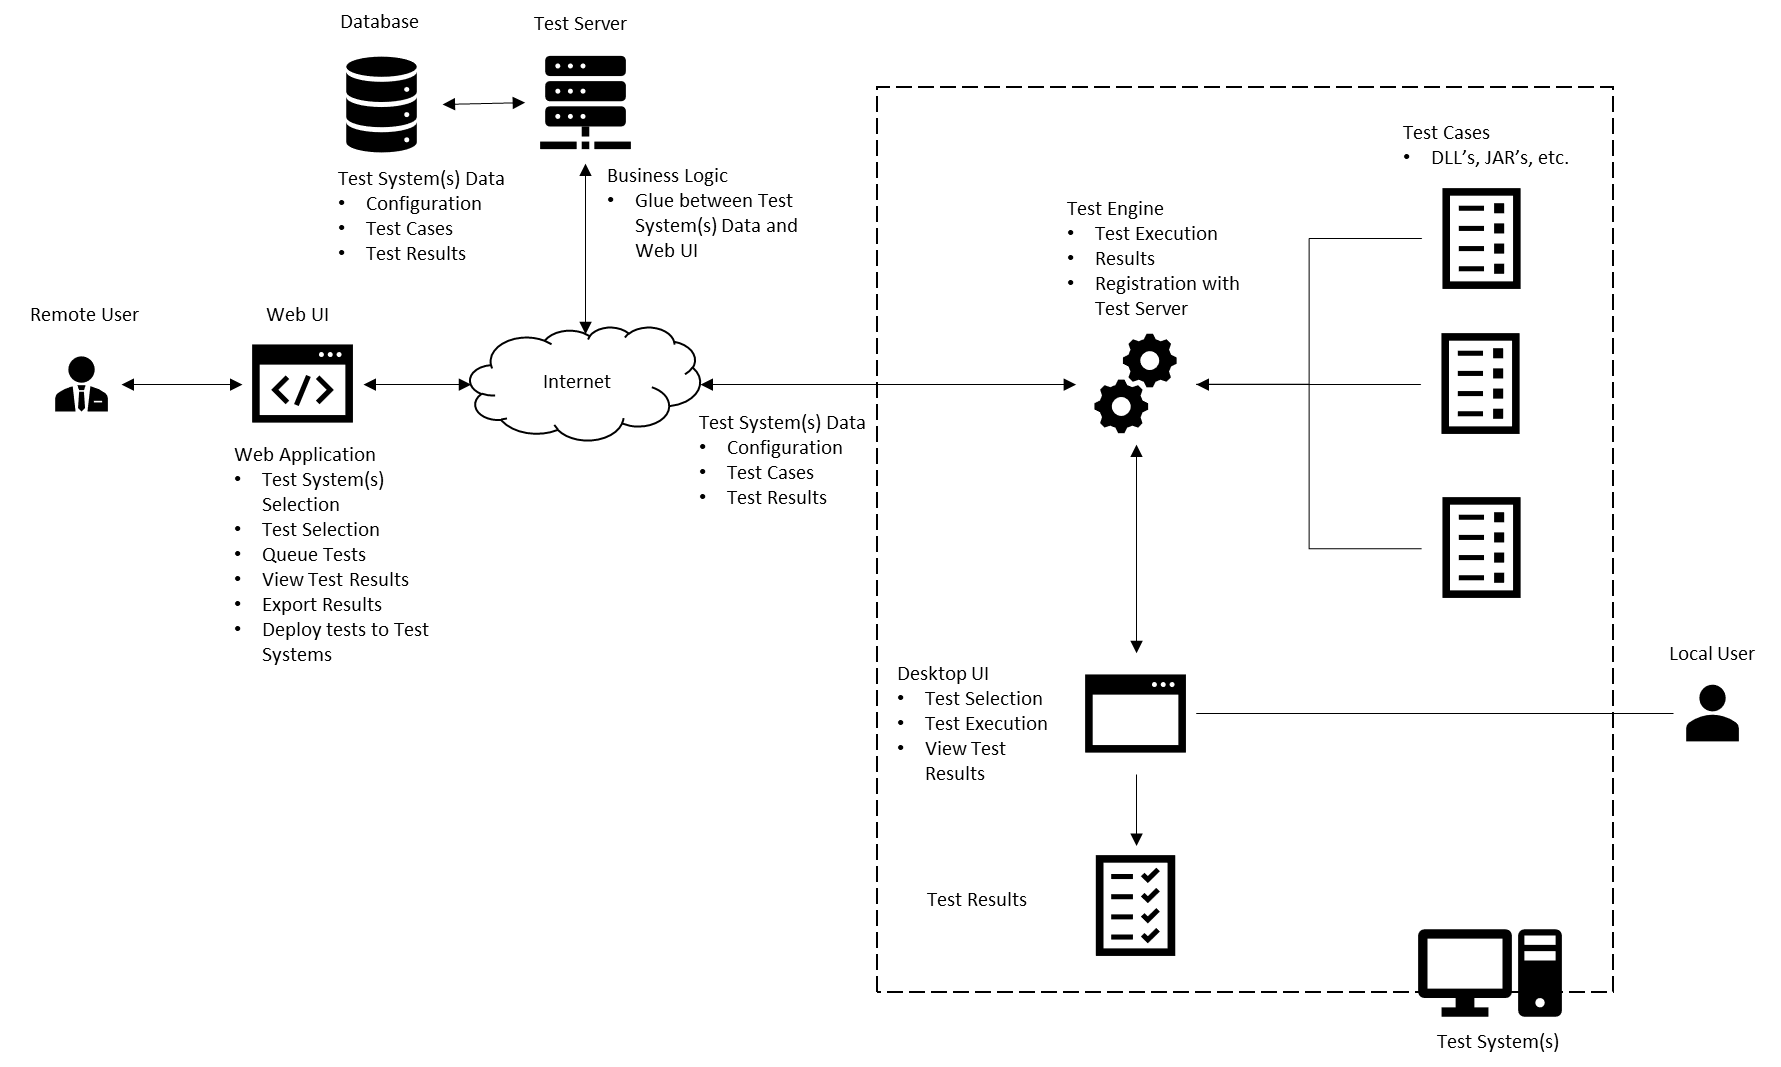 Database
Test Server
Test System(s) Data
• Configuration
• Test Cases
• Test Results
Business Logic
• Glue between Test
System(s) Data and
Web UI
Remote User
Web UI
Internet
Web Application
• Test System(s)
Selection
• Test Selection
• Queue Tests
• View Test Results
• Export Results
• Deploy tests to Test
Systems
Test System(s) Data
• Configuration
• Test Cases
• Test Results
Test Cases
• DLL’s, JAR’s, etc.
Test Engine
• Test Execution
• Results
• Registration with
Test Server
Desktop UI
• Test Selection
• Test Execution
• View Test
Results
Local User
Test Results
Test System(s)